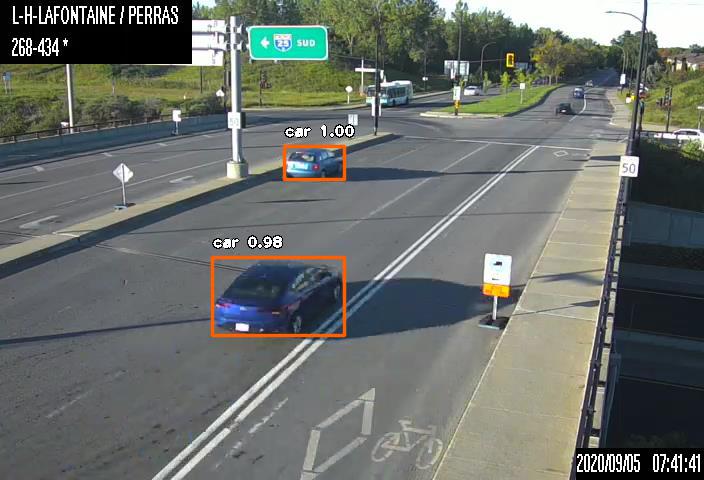 L-H-LAFONTAINE / PERRAS
268-434 *
25 SUD
car 1.00
50
car 0.98
2020/09/05 07:41:41